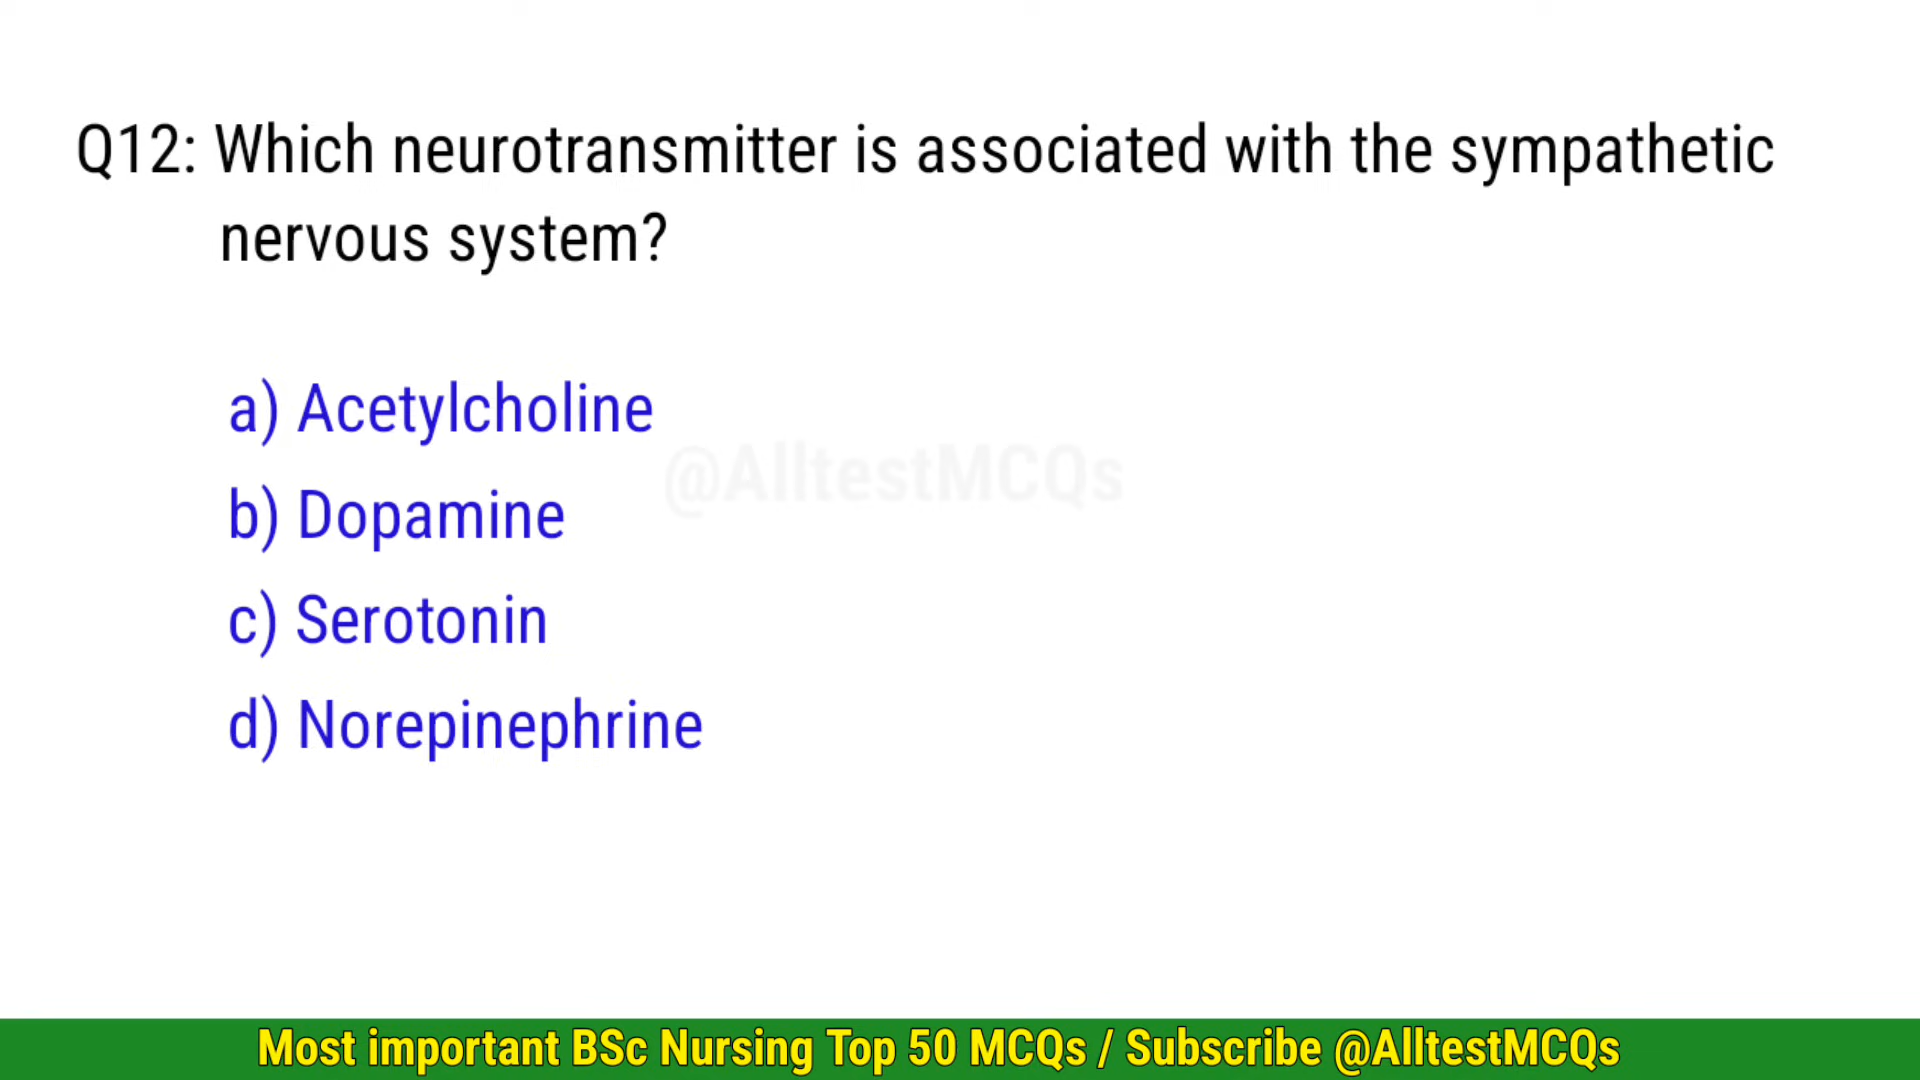 Q12: Which neurotransmitter is associated with the sympathetic
nervous system?
a) Acetylcholine
@AlltestMCQs
b) Dopamine
c) Serotonin
d) Norepinephrine
Most important BSc Nursing Top 50 MCQs / Subscribe @AlltestMCQs